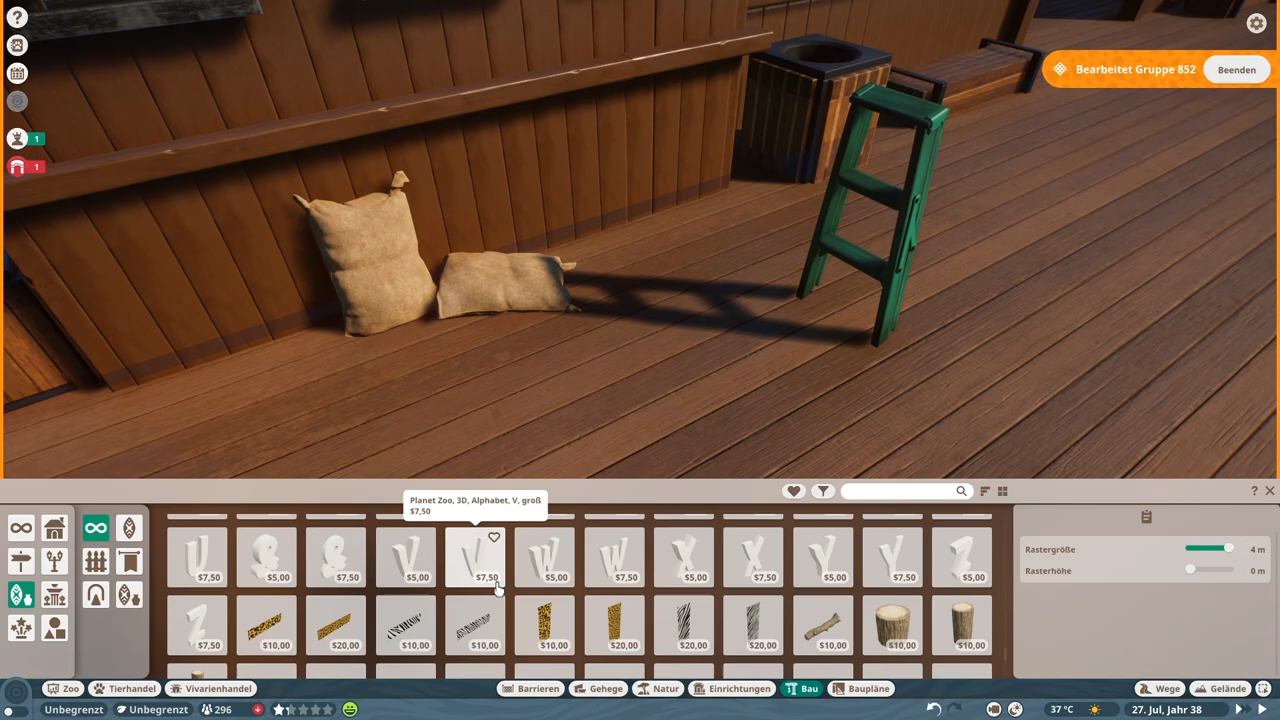 ?
1
1
Bearbeitet Gruppe 852
Beenden
Planet Zoo, 3D, Alphabet, V, groß
$7,50
?
$7,50
$5,00
$7,50
$5,00
$7,50
$5,00
$7,50
$5,00
$7,50
$5,00
$7,50
$5,00
$7,50
$10,00
$20,00
$10,00
$10,00
$10,00
$20,00
$20,00
$20,00
$10,00
$10,00
$10,00
Rastergröße 4 m
Rasterhöhe 0 m
Zoo
Tierhandel
Vivarienhandel
Barrieren
Gehege
Natur
Einrichtungen
Bau
Baupläne
Wege
Gelände
Unbegrenzt
Unbegrenzt
296
37 °C
27. Jul, Jahr 38